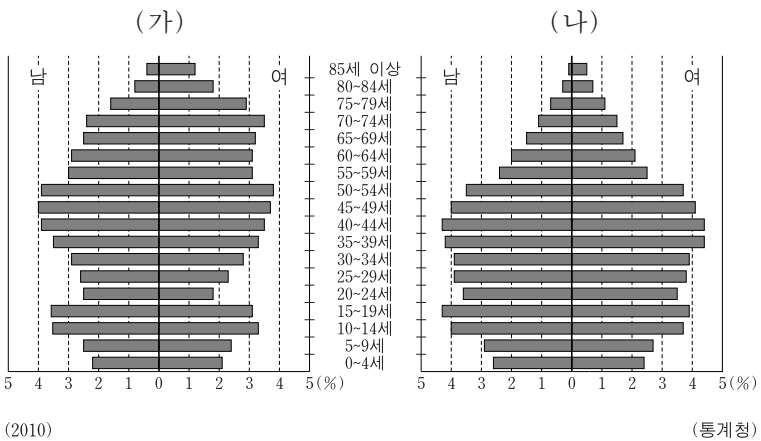 (가) (나)
남 여 85세 이상 남 여
80~84세
75~79세
70~74세
65~69세
60~64세
55~59세
50~54세
45~49세
40~44세
35~39세
30~34세
25~29세
20~24세
15~19세
10~14세
5~9세
0~4세
5 4 3 2 1 0 1 2 3 4 5(%) 5 4 3 2 1 0 1 2 3 4 5(%)
(2010) (통계청)